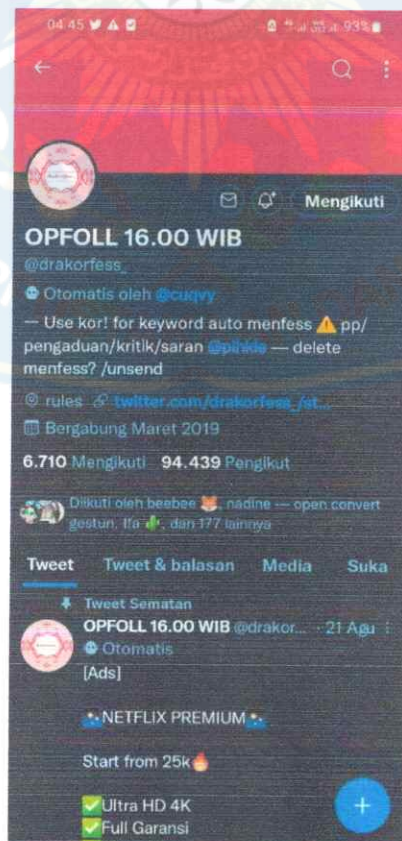 04.45
93%
Mengikuti
OPFOLL 16.00 WIB
@drakorfess_
Otomatis oleh @cuqvy
— Use kor! for keyword auto menfess ⚠️ pp/
pengaduan/kritik/saran @pihkle — delete
menfess? /unsend
rules twitter.com/drakorfess_/st...
Bergabung Maret 2019
6.710 Mengikuti 94.439 Pengikut
Diikuti oleh beebee 🦊, nadine — open convert
gestun, lfa 🌵, dan 177 lainnya
Tweet Tweet & balasan Media Suka
Tweet Sematan
OPFOLL 16.00 WIB @drakor... · 21 Agu
Otomatis
[Ads]
NETFLIX PREMIUM
Start from 25k🔥
✅Ultra HD 4K
✅Full Garansi